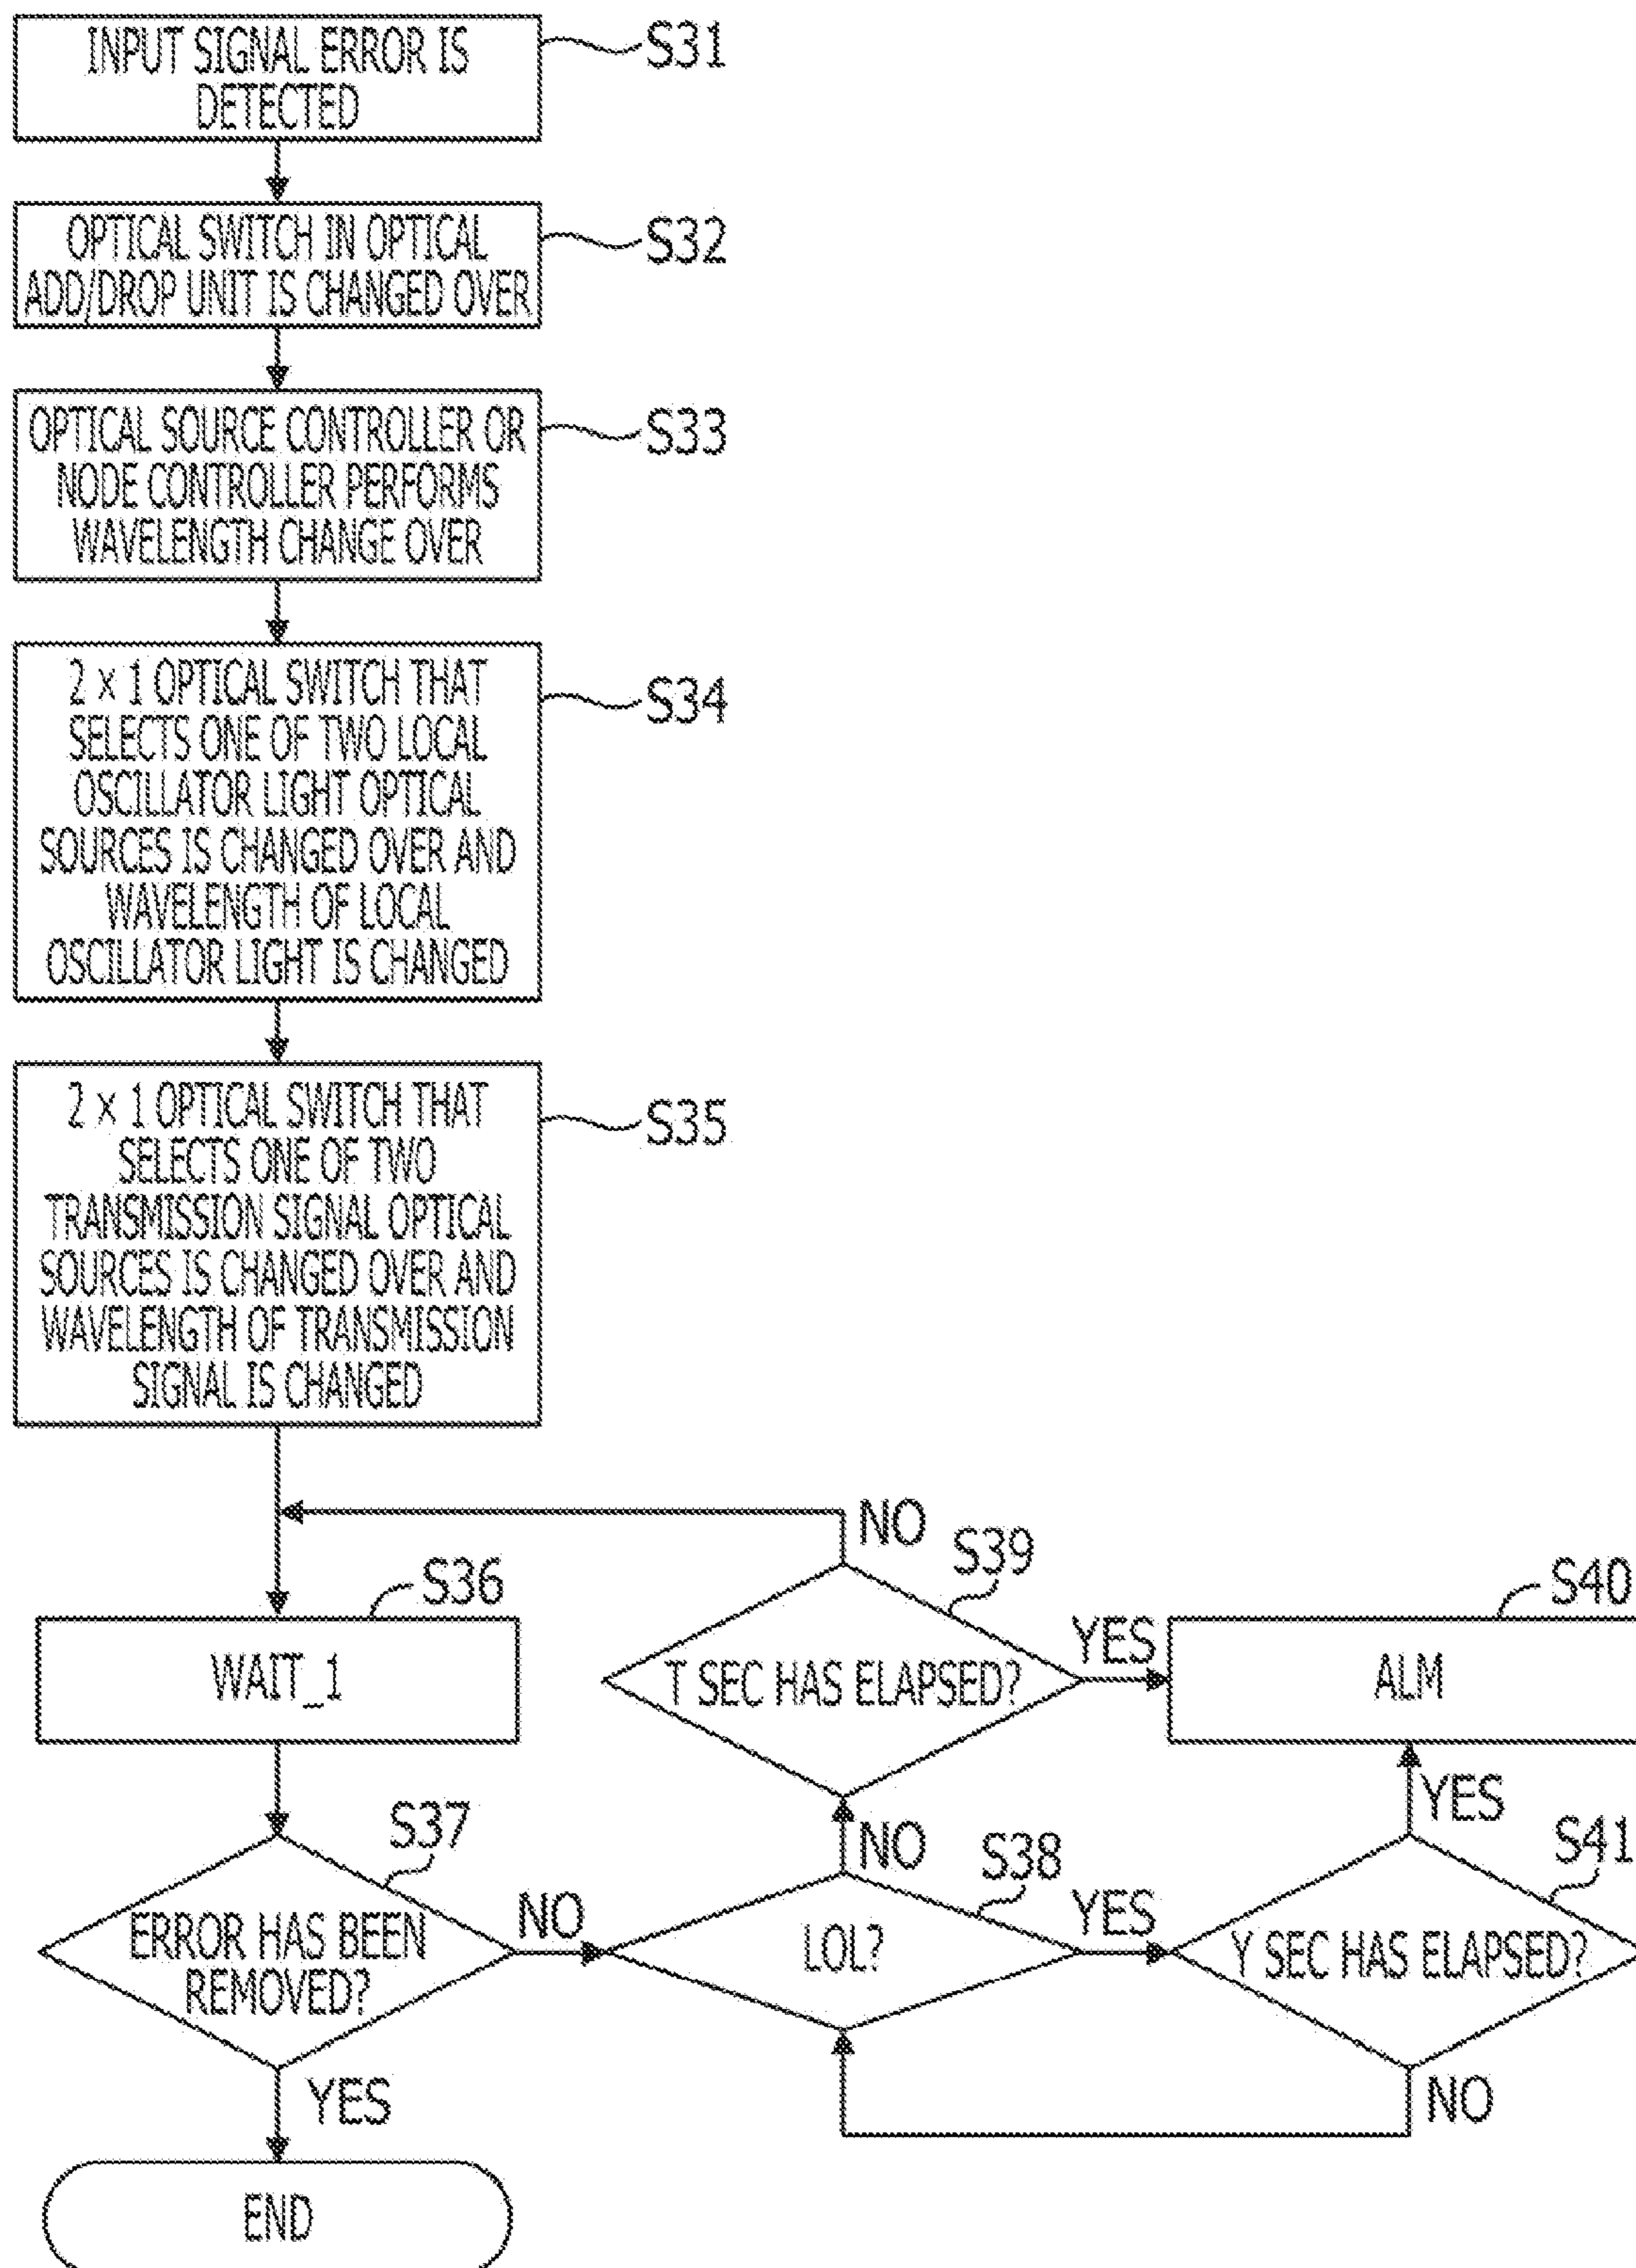 INPUT SIGNAL ERROR IS
DETECTED
S31
OPTICAL SWITCH IN OPTICAL
ADD/DROP UNIT IS CHANGED OVER
S32
OPTICAL SOURCE CONTROLLER OR
NODE CONTROLLER PERFORMS
WAVELENGTH CHANGE OVER
S33
2 × 1 OPTICAL SWITCH THAT
SELECTS ONE OF TWO LOCAL
OSCILLATOR LIGHT OPTICAL
SOURCES IS CHANGED OVER AND
WAVELENGTH OF LOCAL
OSCILLATOR LIGHT IS CHANGED
S34
2 × 1 OPTICAL SWITCH THAT
SELECTS ONE OF TWO
TRANSMISSION SIGNAL OPTICAL
SOURCES IS CHANGED OVER AND
WAVELENGTH OF TRANSMISSION
SIGNAL IS CHANGED
S35
NO
S39
S36
S40
WAIT_1
T SEC HAS ELAPSED?
YES
ALM
S37
NO
S38
YES
S41
ERROR HAS BEEN
REMOVED?
NO
LOL?
YES
Y SEC HAS ELAPSED?
YES
NO
END